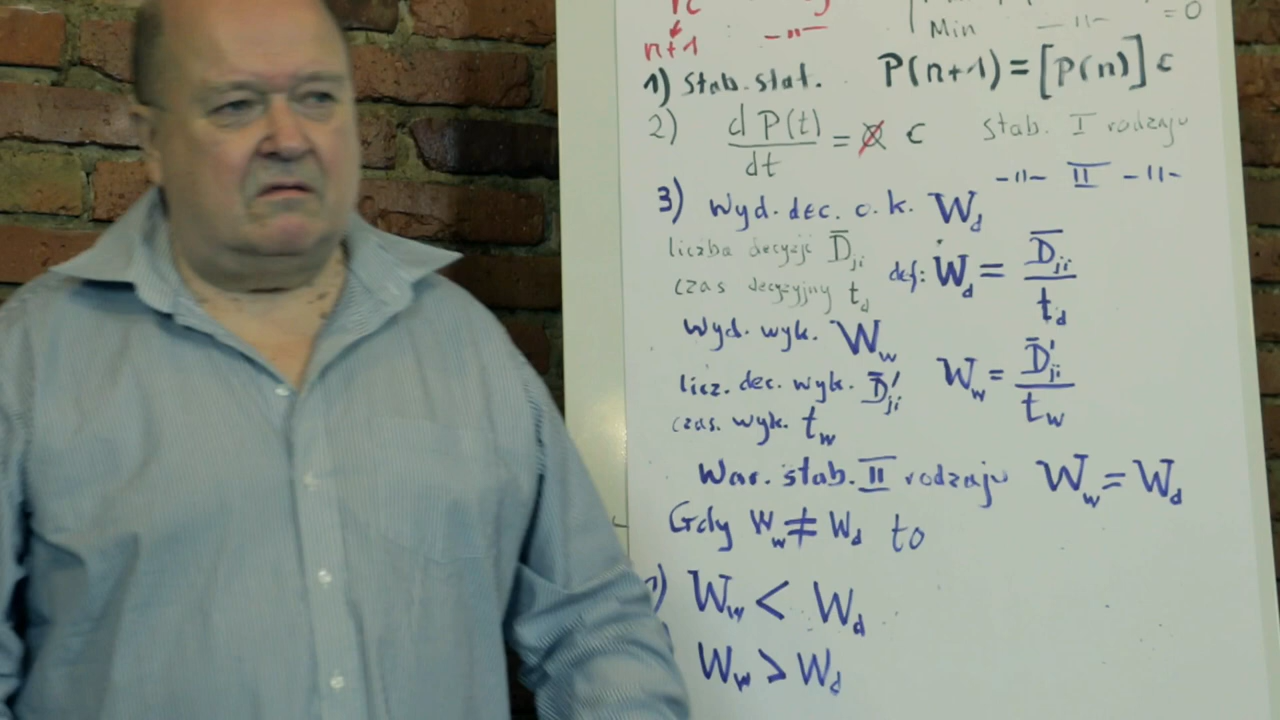 n+1 —"—
Min —"— =0
1) Stab. stat. P(n+1)=[P(n)] c
2) dP(t)/dt = 0 c Stab. I rodzaju
—"— II —"—
3) Wyd. dec. o. k. W_d
liczba decyzji D̄_ji
def: W_d = D̄_ji / t_d
czas decyzyjny t_d
Wyd. wyk. W_w
W_w = D̄'_ji / t_w
licz. dec. wyk. D̄'_ji
czas. wyk. t_w
War. stab. II rodzaju W_w = W_d
Gdy W_w ≠ W_d to
) W_w < W_d
W_w > W_d